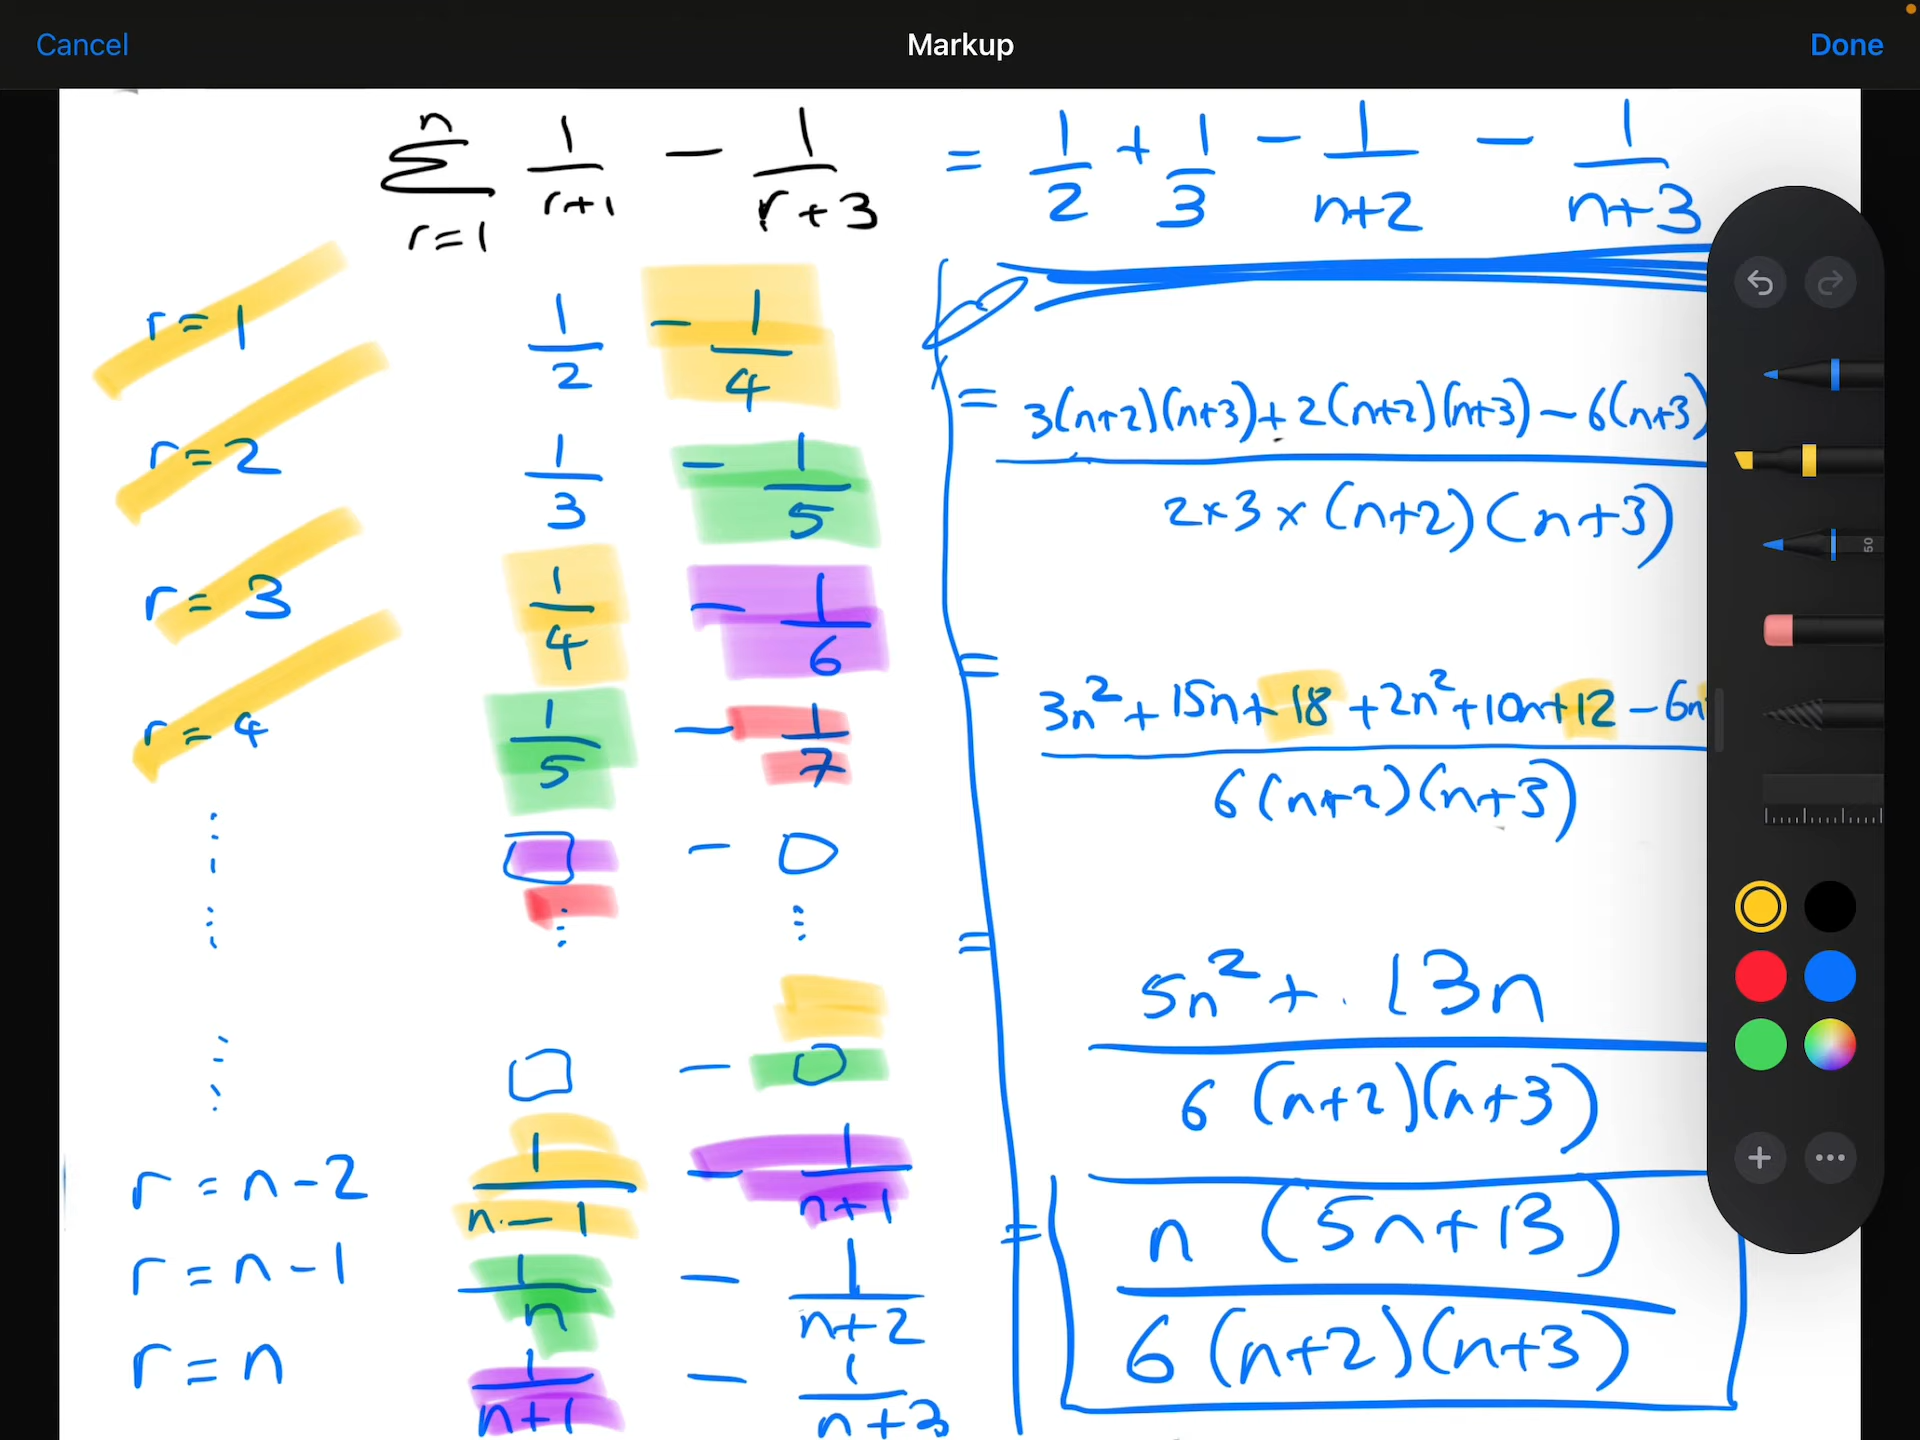 Cancel Markup Done
n
∑ 1/(r+1) − 1/(r+3) = 1/2 + 1/3 − 1/(n+2) − 1/(n+3)
r=1
r=1 1/2 − 1/4
r=2 1/3 − 1/5
r=3 1/4 − 1/6
r=4 1/5 − 1/7
□ − 0
□ − 0
r=n-2 1/(n-1) − 1/(n+1)
r=n-1 1/n − 1/(n+2)
r=n 1/(n+1) − 1/(n+3)
= 3(n+2)(n+3)+2(n+2)(n+3)−6(n+3)
2×3×(n+2)(n+3)
= 3n²+15n+18+2n²+10n+12−6n
6(n+2)(n+3)
= 5n²+13n
6(n+2)(n+3)
= n(5n+13)
6(n+2)(n+3)
50